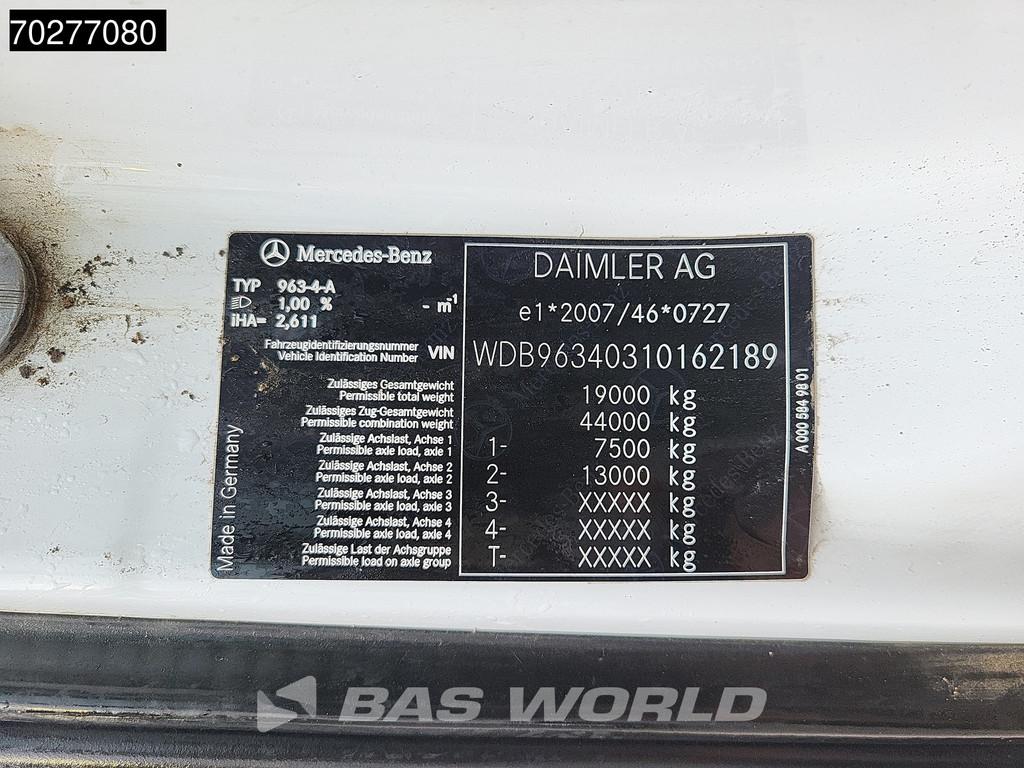 70277080
Mercedes-Benz
TYP 963-4-A
1,00 % - m-1
iHA= 2,611
Fahrzeugidentifizierungsnummer
Vehicle Identification Number VIN
Zulässiges Gesamtgewicht
Permissible total weight
Zulässiges Zug-Gesamtgewicht
Permissible combination weight
Zulässige Achslast, Achse 1
Permissible axle load, axle 1
Zulässige Achslast, Achse 2
Permissible axle load, axle 2
Zulässige Achslast, Achse 3
Permissible axle load, axle 3
Zulässige Achslast, Achse 4
Permissible axle load, axle 4
Zulässige Last der Achsgruppe
Permissible load on axle group
Made in Germany
DAIMLER AG
e1*2007/46*0727
WDB96340310162189
19000 kg
44000 kg
1- 7500 kg
2- 13000 kg
3- XXXXX kg
4- XXXXX kg
T- XXXXX kg
A 000 584 98 01
BAS WORLD